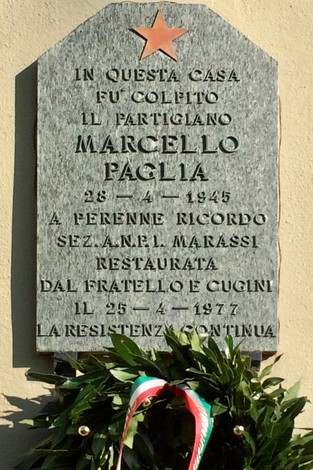 IN QUESTA CASA
FU' COLPITO
IL PARTIGIANO
MARCELLO
PAGLIA
28 – 4 – 1945
A PERENNE RICORDO
SEZ. A.N.P.I. MARASSI
RESTAURATA
DAL FRATELLO E CUGINI
IL 25 – 4 – 1977
LA RESISTENZA CONTINUA